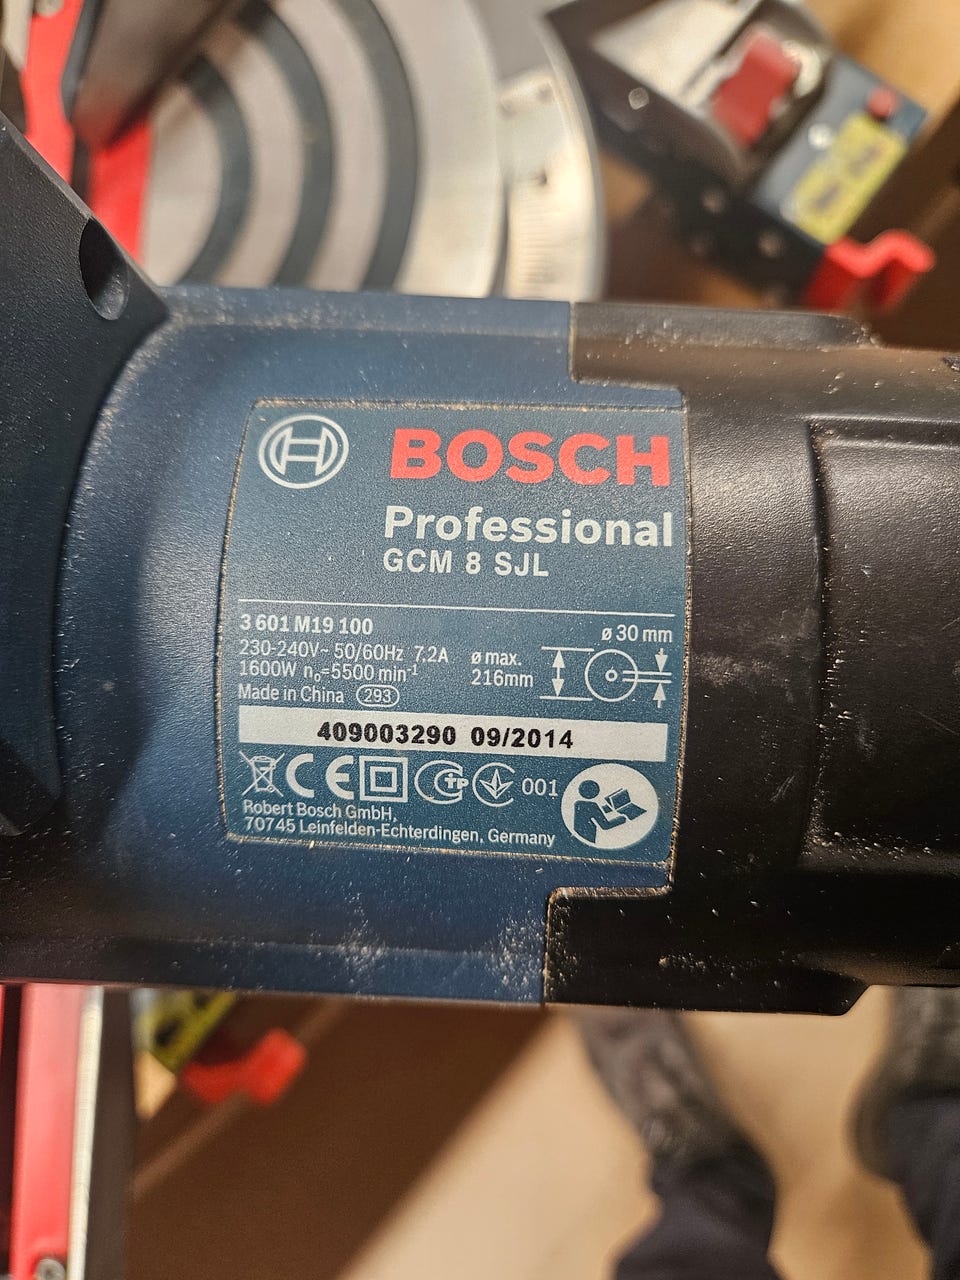 BOSCH
Professional
GCM 8 SJL
3 601 M19 100
ø 30 mm
230-240V~ 50/60Hz 7,2A
ø max.
1600W n₀=5500 min⁻¹
216mm
Made in China 293
409003290 09/2014
CE
001
Robert Bosch GmbH,
70745 Leinfelden-Echterdingen, Germany